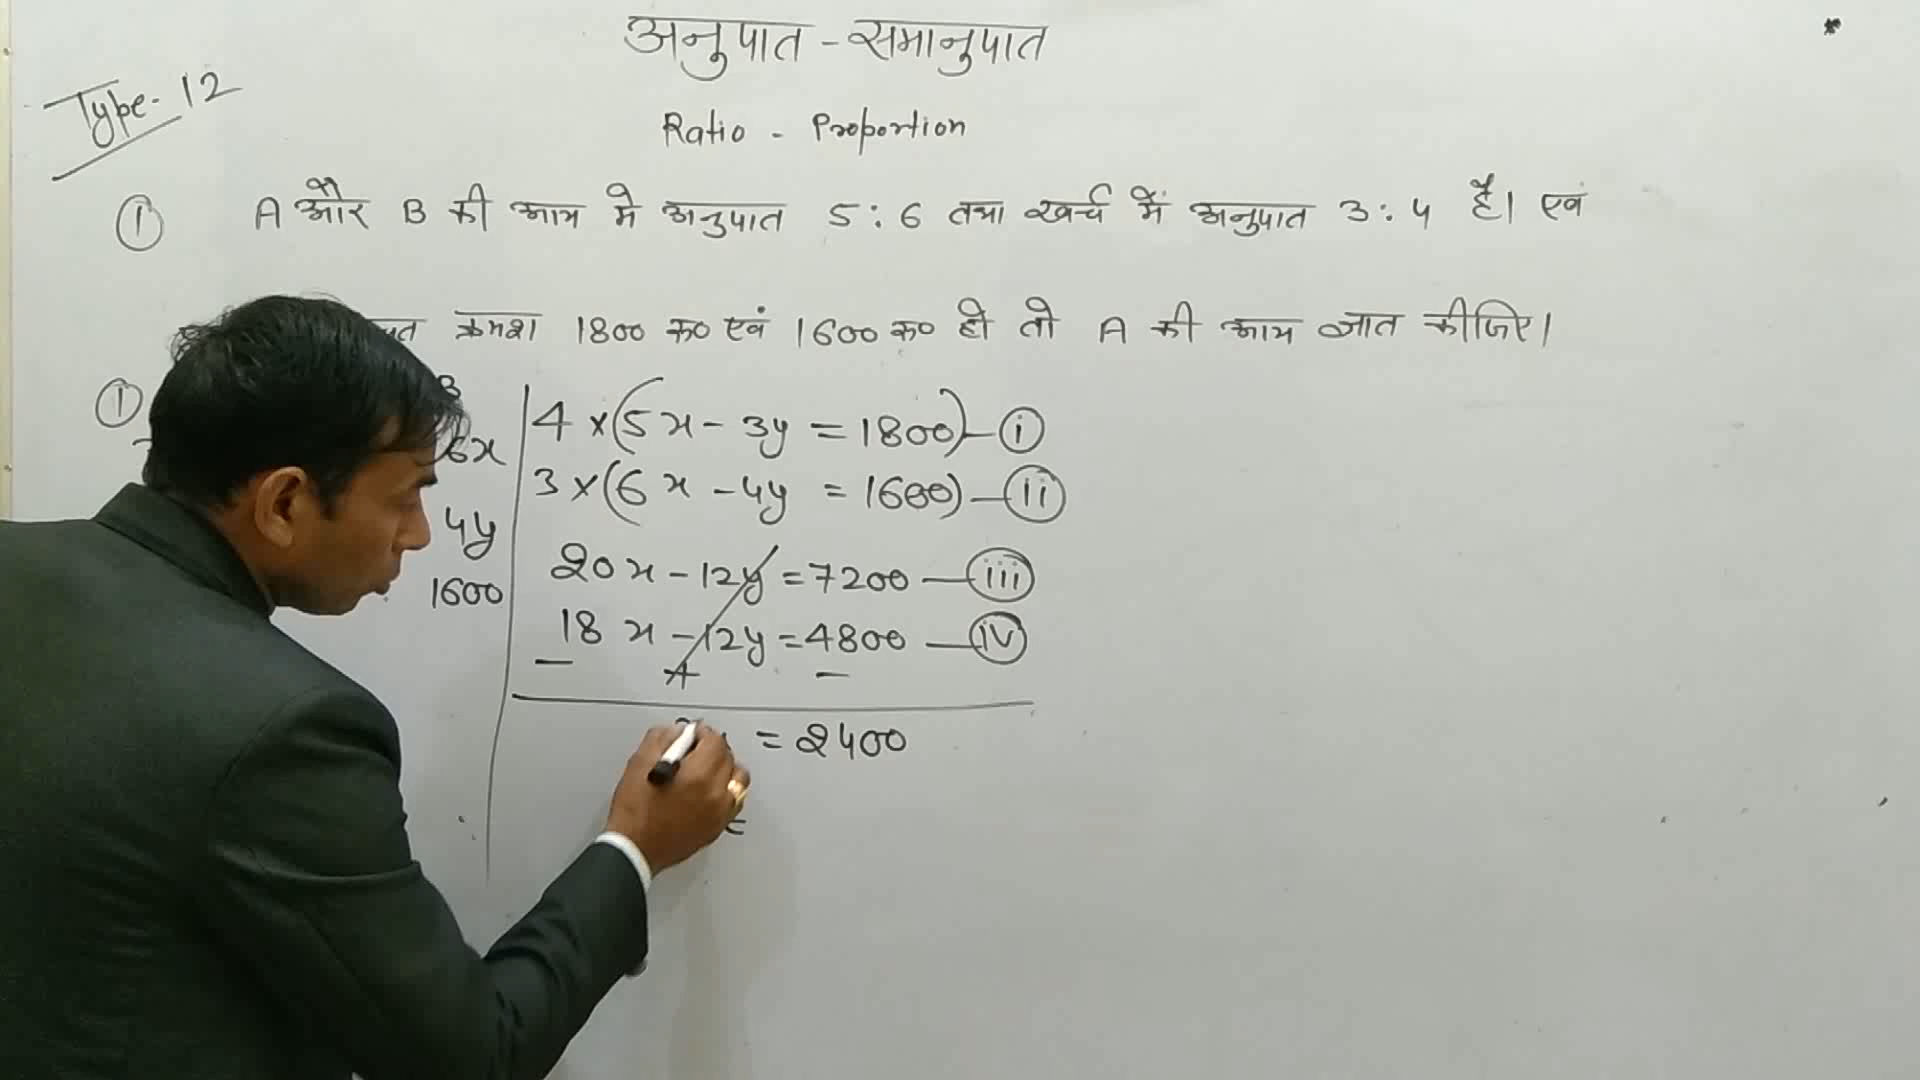 अनुपात - समानुपात
Type- 12
Ratio - Proportion
① A और B की आय मे अनुपात 5 : 6 तथा खर्च में अनुपात 3 : 4 है। एवं
क्रमश 1800 रू० एवं 1600 रू० हो तो A की आय ज्ञात कीजिए।
①
B
6x
4y
1600
4 × (5x - 3y = 1800) — (i)
3 × (6x - 4y = 1600) — (ii)
20x - 12y = 7200 — (iii)
18x - 12y = 4800 — (iv)
— + —
= 2400
=